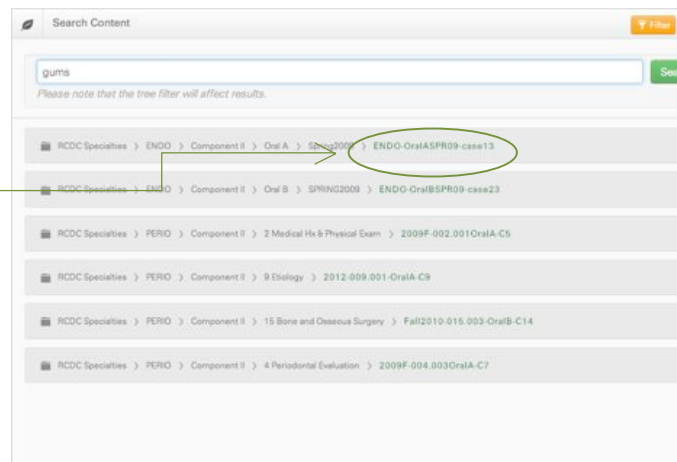 Search Content
Filter
gums
Sea
Please note that the tree filter will affect results.
RCDC Specialties > ENDO > Component II > Oral A > Spring2009 > ENDO-OralASPR09-case13
RCDC Specialties > ENDO > Component II > Oral B > SPRING2009 > ENDO-OralBSPR09-case23
RCDC Specialties > PERIO > Component II > 2 Medical Hx & Physical Exam > 2009F-002.001OralA-C5
RCDC Specialties > PERIO > Component II > 9 Etiology > 2012-009.001-OralA-C9
RCDC Specialties > PERIO > Component II > 15 Bone and Osseous Surgery > Fall2010-015.003-OralB-C14
RCDC Specialties > PERIO > Component II > 4 Periodontal Evaluation > 2009F-004.003OralA-C7